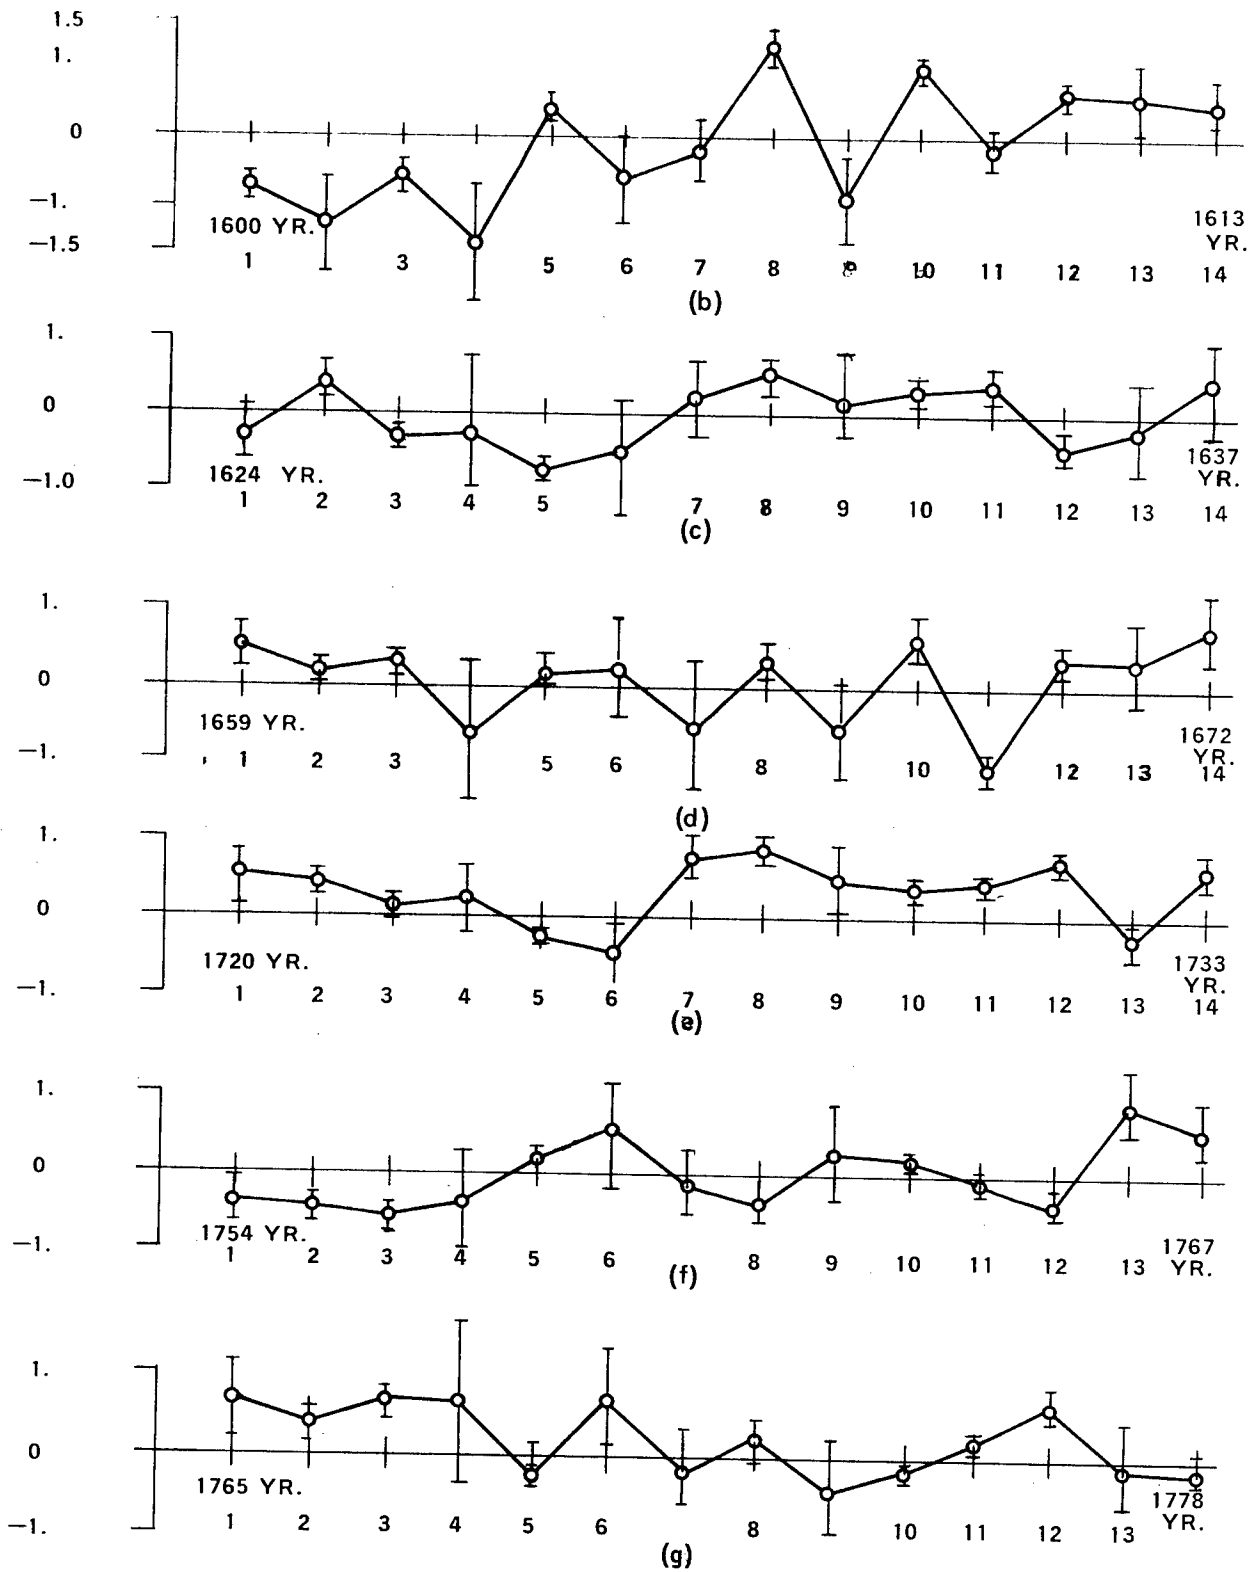 1.5
1.
0
−1.
−1.5
1600 YR.
1613
YR.
1 3 5 6 7 8 9 10 11 12 13 14
(b)
1.
0
−1.0
1624 YR.
1637
YR.
1 2 3 4 5 7 8 9 10 11 12 13 14
(c)
1.
0
−1.
1659 YR.
1672
YR.
1 2 3 5 6 8 10 12 13 14
(d)
1.
0
−1.
1720 YR.
1733
YR.
1 2 3 4 5 6 7 8 9 10 11 12 13 14
(e)
1.
0
−1.
1754 YR.
1767
YR.
1 2 3 4 5 6 8 9 10 11 12 13
(f)
1.
0
−1.
1765 YR.
1778
YR.
1 2 3 4 5 6 8 10 11 12 13
(g)